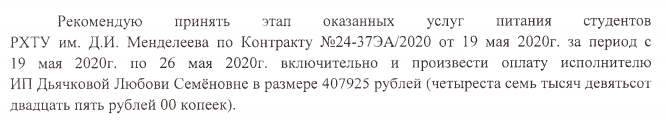 Рекомендую принять этап оказанных услуг питания студентов
РХТУ им. Д.И. Менделеева по Контракту №24-37ЭА/2020 от 19 мая 2020г. за период с
19 мая 2020г. по 26 мая 2020г. включительно и произвести оплату исполнителю
ИП Дьячковой Любови Семёновне в размере 407925 рублей (четыреста семь тысяч девятьсот
двадцать пять рублей 00 копеек).